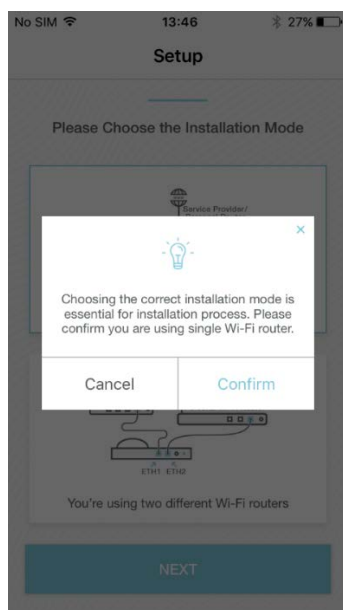 No SIM 13:46 27%
Setup
Please Choose the Installation Mode
Service Provider/
×
Choosing the correct installation mode is
essential for installation process. Please
confirm you are using single Wi-Fi router.
Cancel Confirm
ETH1 ETH2
You're using two different Wi-Fi routers
NEXT